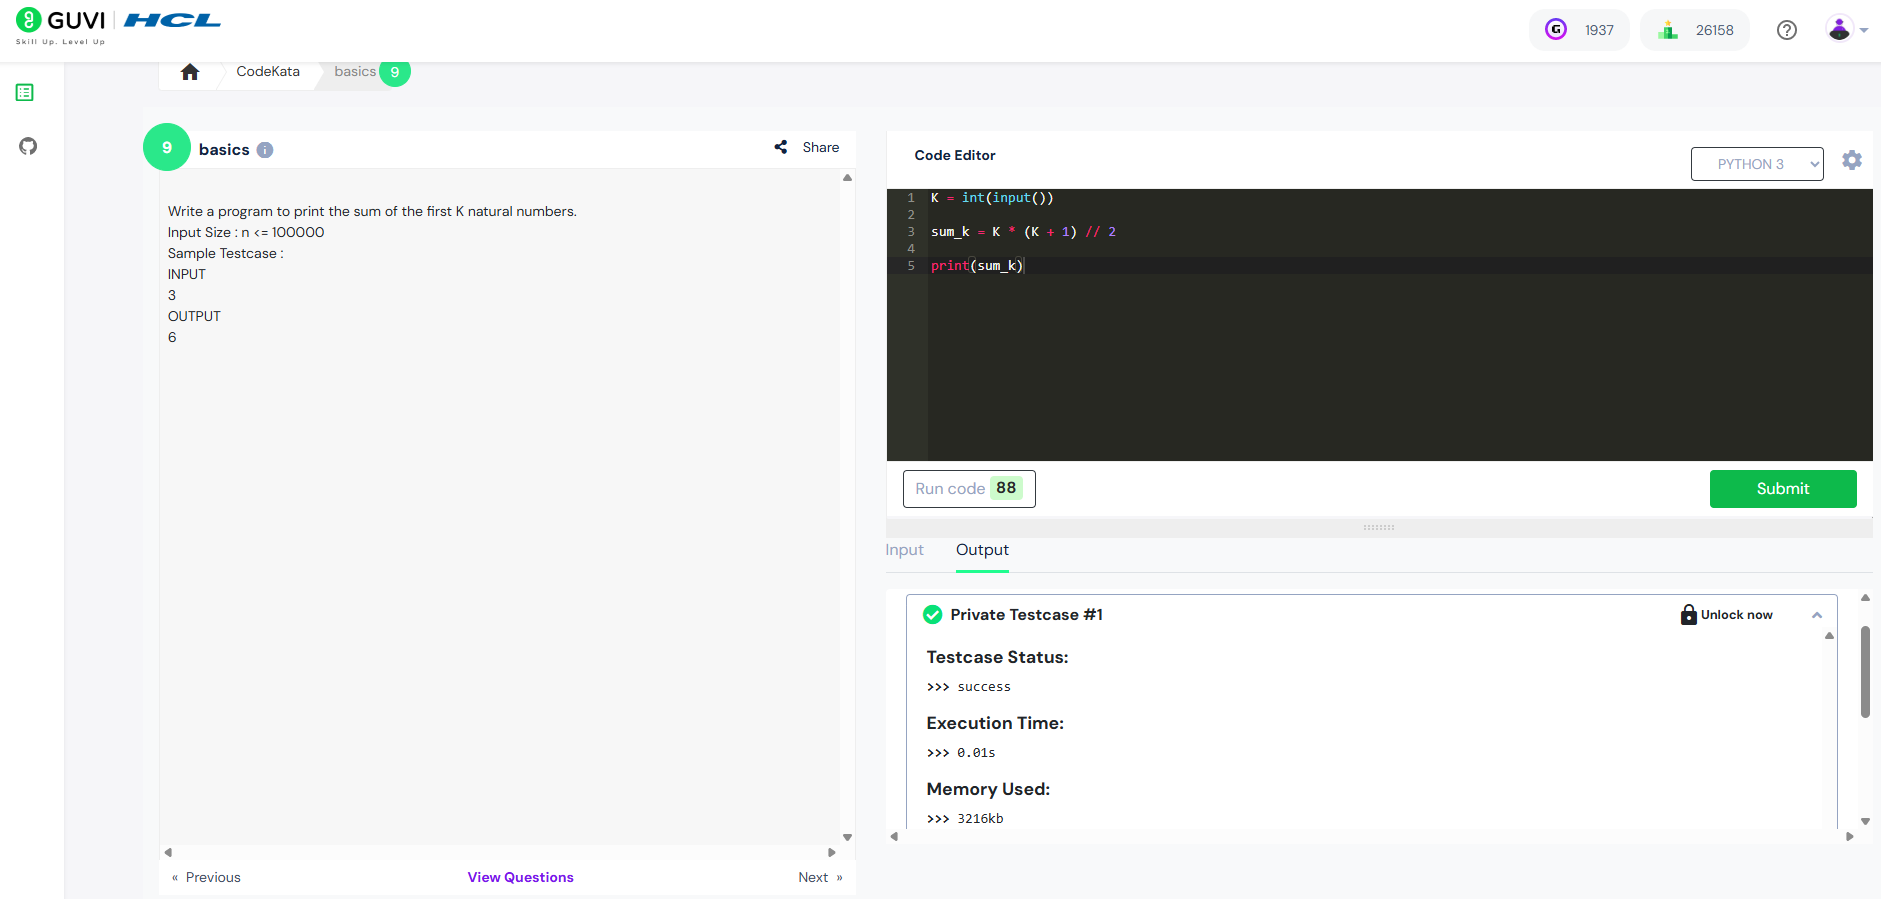 GUVI HCL
Skill Up. Level Up
G 1937
26158
CodeKata
basics 9
9 basics
Share
Write a program to print the sum of the first K natural numbers.
Input Size : n <= 100000
Sample Testcase :
INPUT
3
OUTPUT
6
« Previous
View Questions
Next »
Code Editor
PYTHON 3
1 K = int(input())
2
3 sum_k = K * (K + 1) // 2
4
5 print(sum_k)
Run code 88
Submit
Input
Output
Private Testcase #1
Unlock now
Testcase Status:
>>> success
Execution Time:
>>> 0.01s
Memory Used:
>>> 3216kb